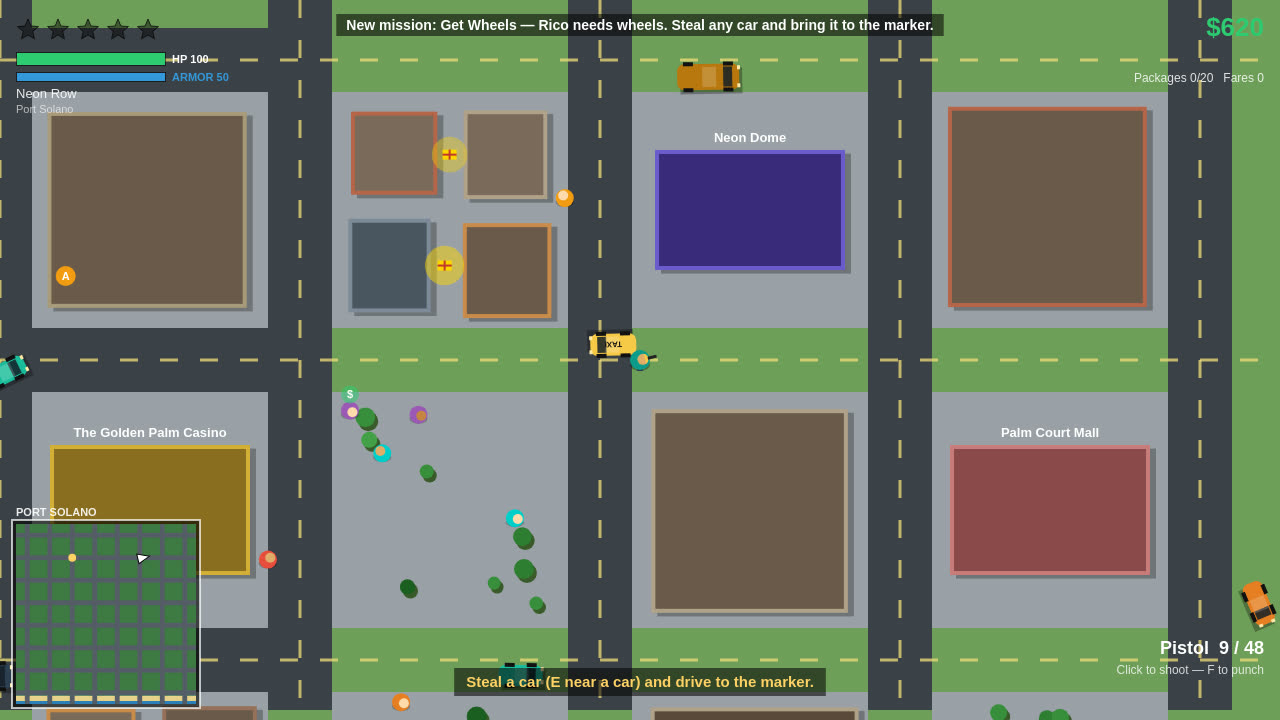 New mission: Get Wheels — Rico needs wheels. Steal any car and bring it to the marker.
$620
HP 100
ARMOR 50
Packages 0/20 Fares 0
Neon Row
Port Solano
Neon Dome
A
TAXI
$
The Golden Palm Casino
Palm Court Mall
PORT SOLANO
Pistol 9 / 48
Click to shoot — F to punch
Steal a car (E near a car) and drive to the marker.